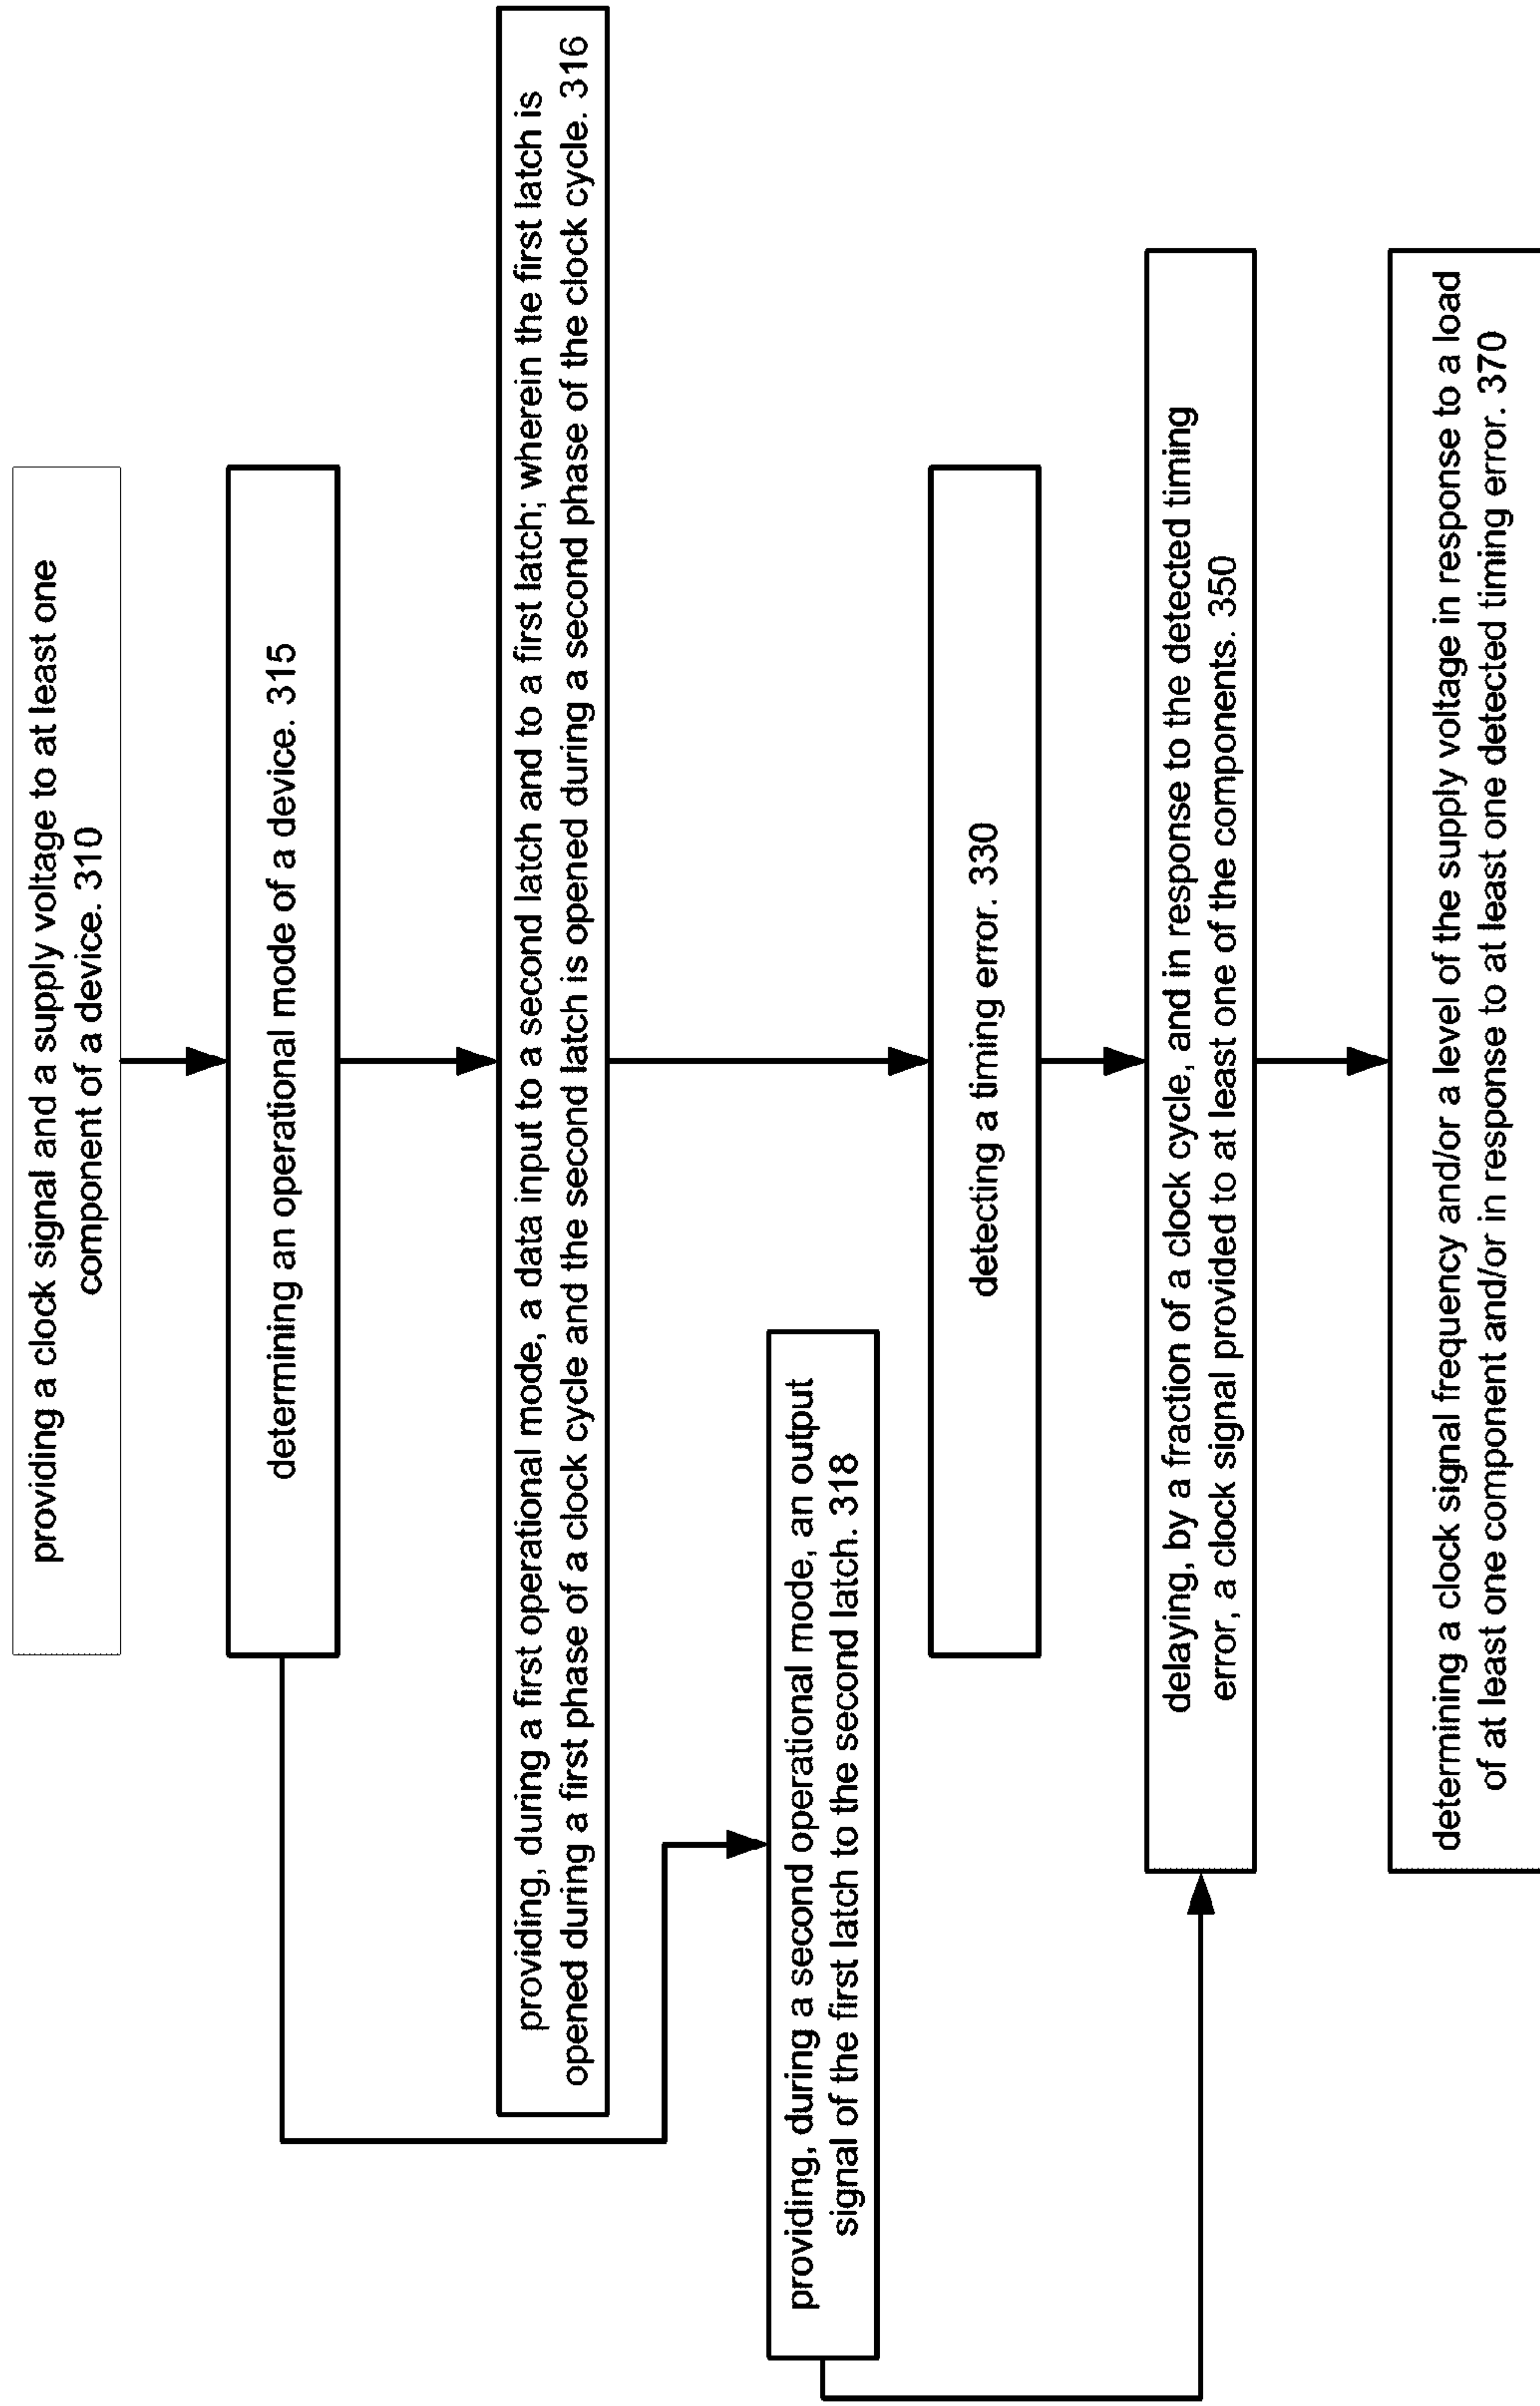 providing a clock signal and a supply voltage to at least one
component of a device. 310
determining an operational mode of a device. 315
providing, during a first operational mode, a data input to a second latch and to a first latch; wherein the first latch is
opened during a first phase of a clock cycle and the second latch is opened during a second phase of the clock cycle. 316
providing, during a second operational mode, an output
signal of the first latch to the second latch. 318
detecting a timing error. 330
delaying, by a fraction of a clock cycle, and in response to the detected timing
error, a clock signal provided to at least one of the components. 350
determining a clock signal frequency and/or a level of the supply voltage in response to a load
of at least one component and/or in response to at least one detected timing error. 370